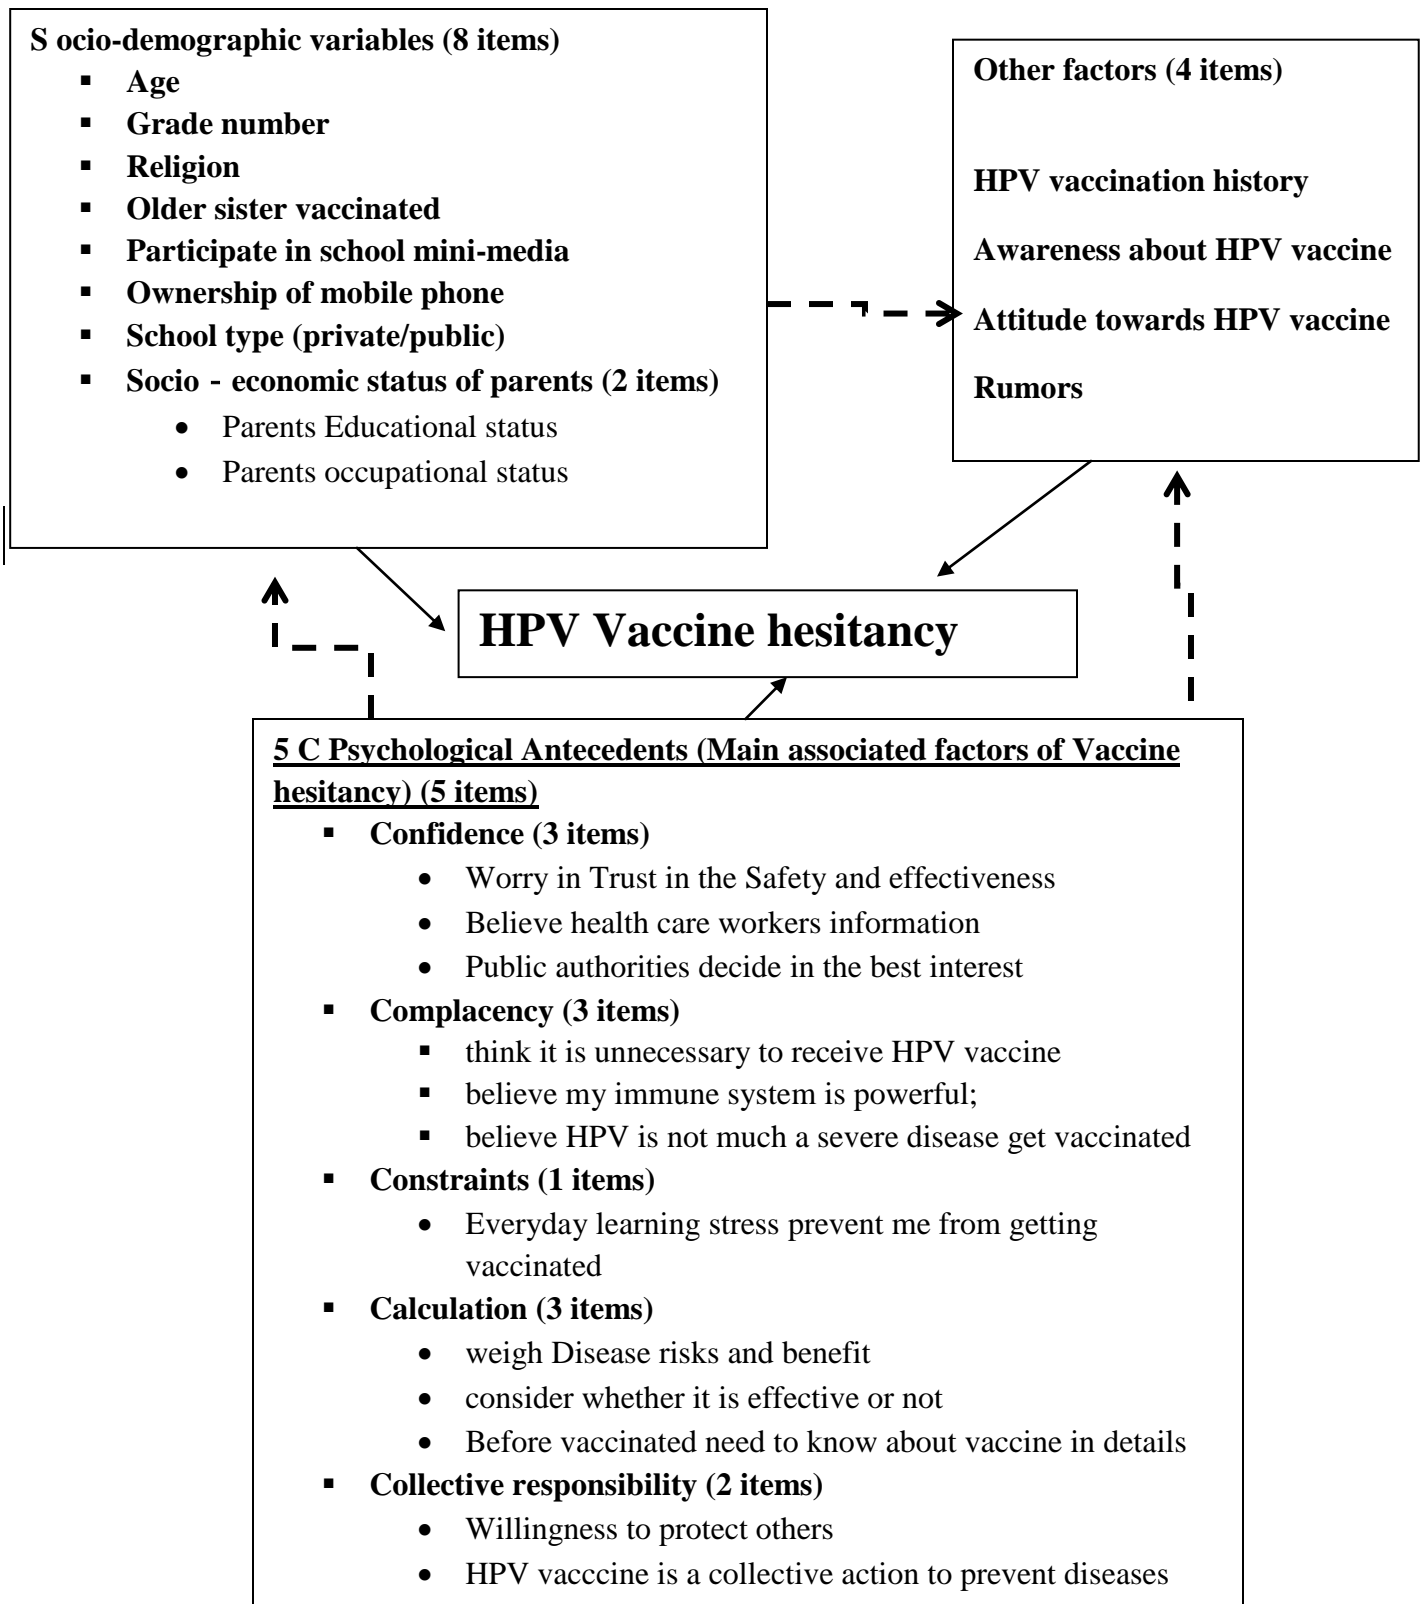 S ocio-demographic variables (8 items)
▪ Age
▪ Grade number
▪ Religion
▪ Older sister vaccinated
▪ Participate in school mini-media
▪ Ownership of mobile phone
▪ School type (private/public)
▪ Socio - economic status of parents (2 items)
• Parents Educational status
• Parents occupational status
Other factors (4 items)
HPV vaccination history
Awareness about HPV vaccine
Attitude towards HPV vaccine
Rumors
HPV Vaccine hesitancy
5 C Psychological Antecedents (Main associated factors of Vaccine
hesitancy) (5 items)
▪ Confidence (3 items)
• Worry in Trust in the Safety and effectiveness
• Believe health care workers information
• Public authorities decide in the best interest
▪ Complacency (3 items)
▪ think it is unnecessary to receive HPV vaccine
▪ believe my immune system is powerful;
▪ believe HPV is not much a severe disease get vaccinated
▪ Constraints (1 items)
• Everyday learning stress prevent me from getting
vaccinated
▪ Calculation (3 items)
• weigh Disease risks and benefit
• consider whether it is effective or not
• Before vaccinated need to know about vaccine in details
▪ Collective responsibility (2 items)
• Willingness to protect others
• HPV vacccine is a collective action to prevent diseases